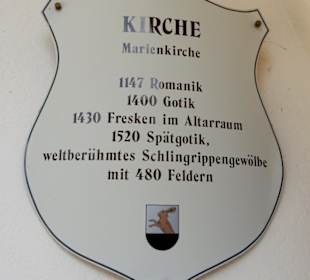 KIRCHE
Marienkirche
1147 Romanik
1400 Gotik
1430 Fresken im Altarraum
1520 Spätgotik,
weltberühmtes Schlingrippengewölbe
mit 480 Feldern